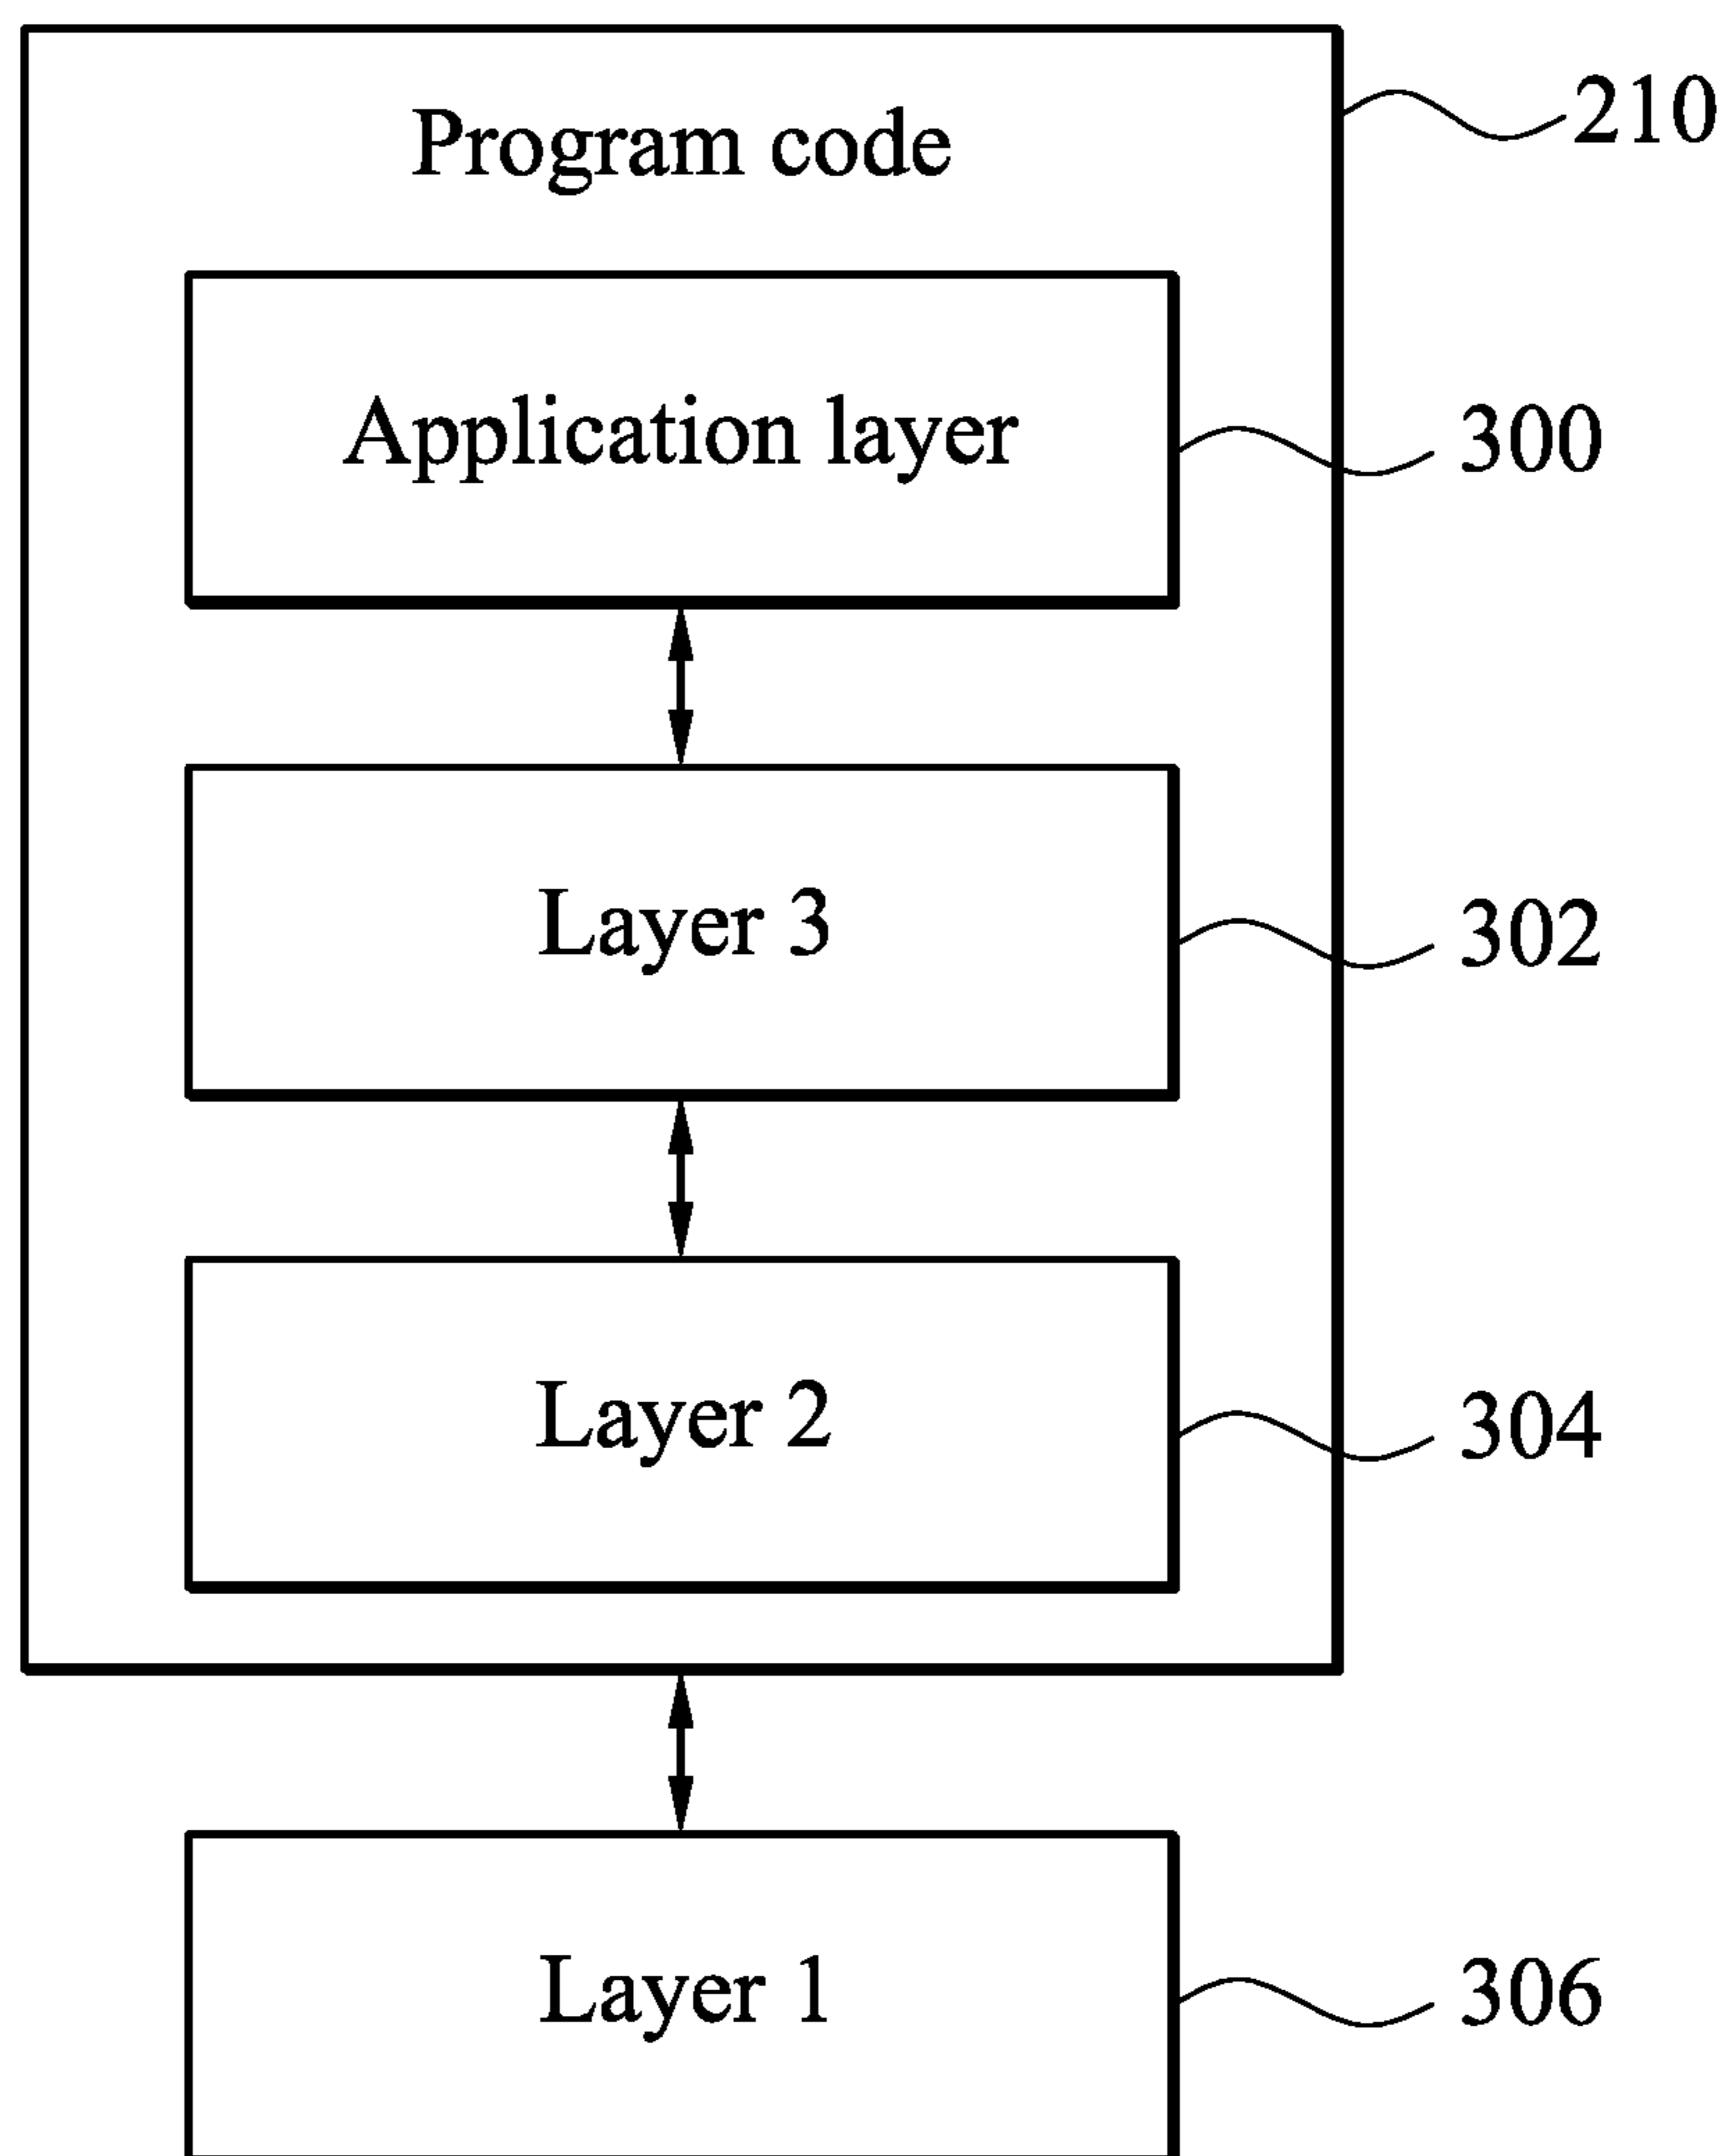 Program code
210
Application layer
300
Layer 3
302
Layer 2
304
Layer 1
306